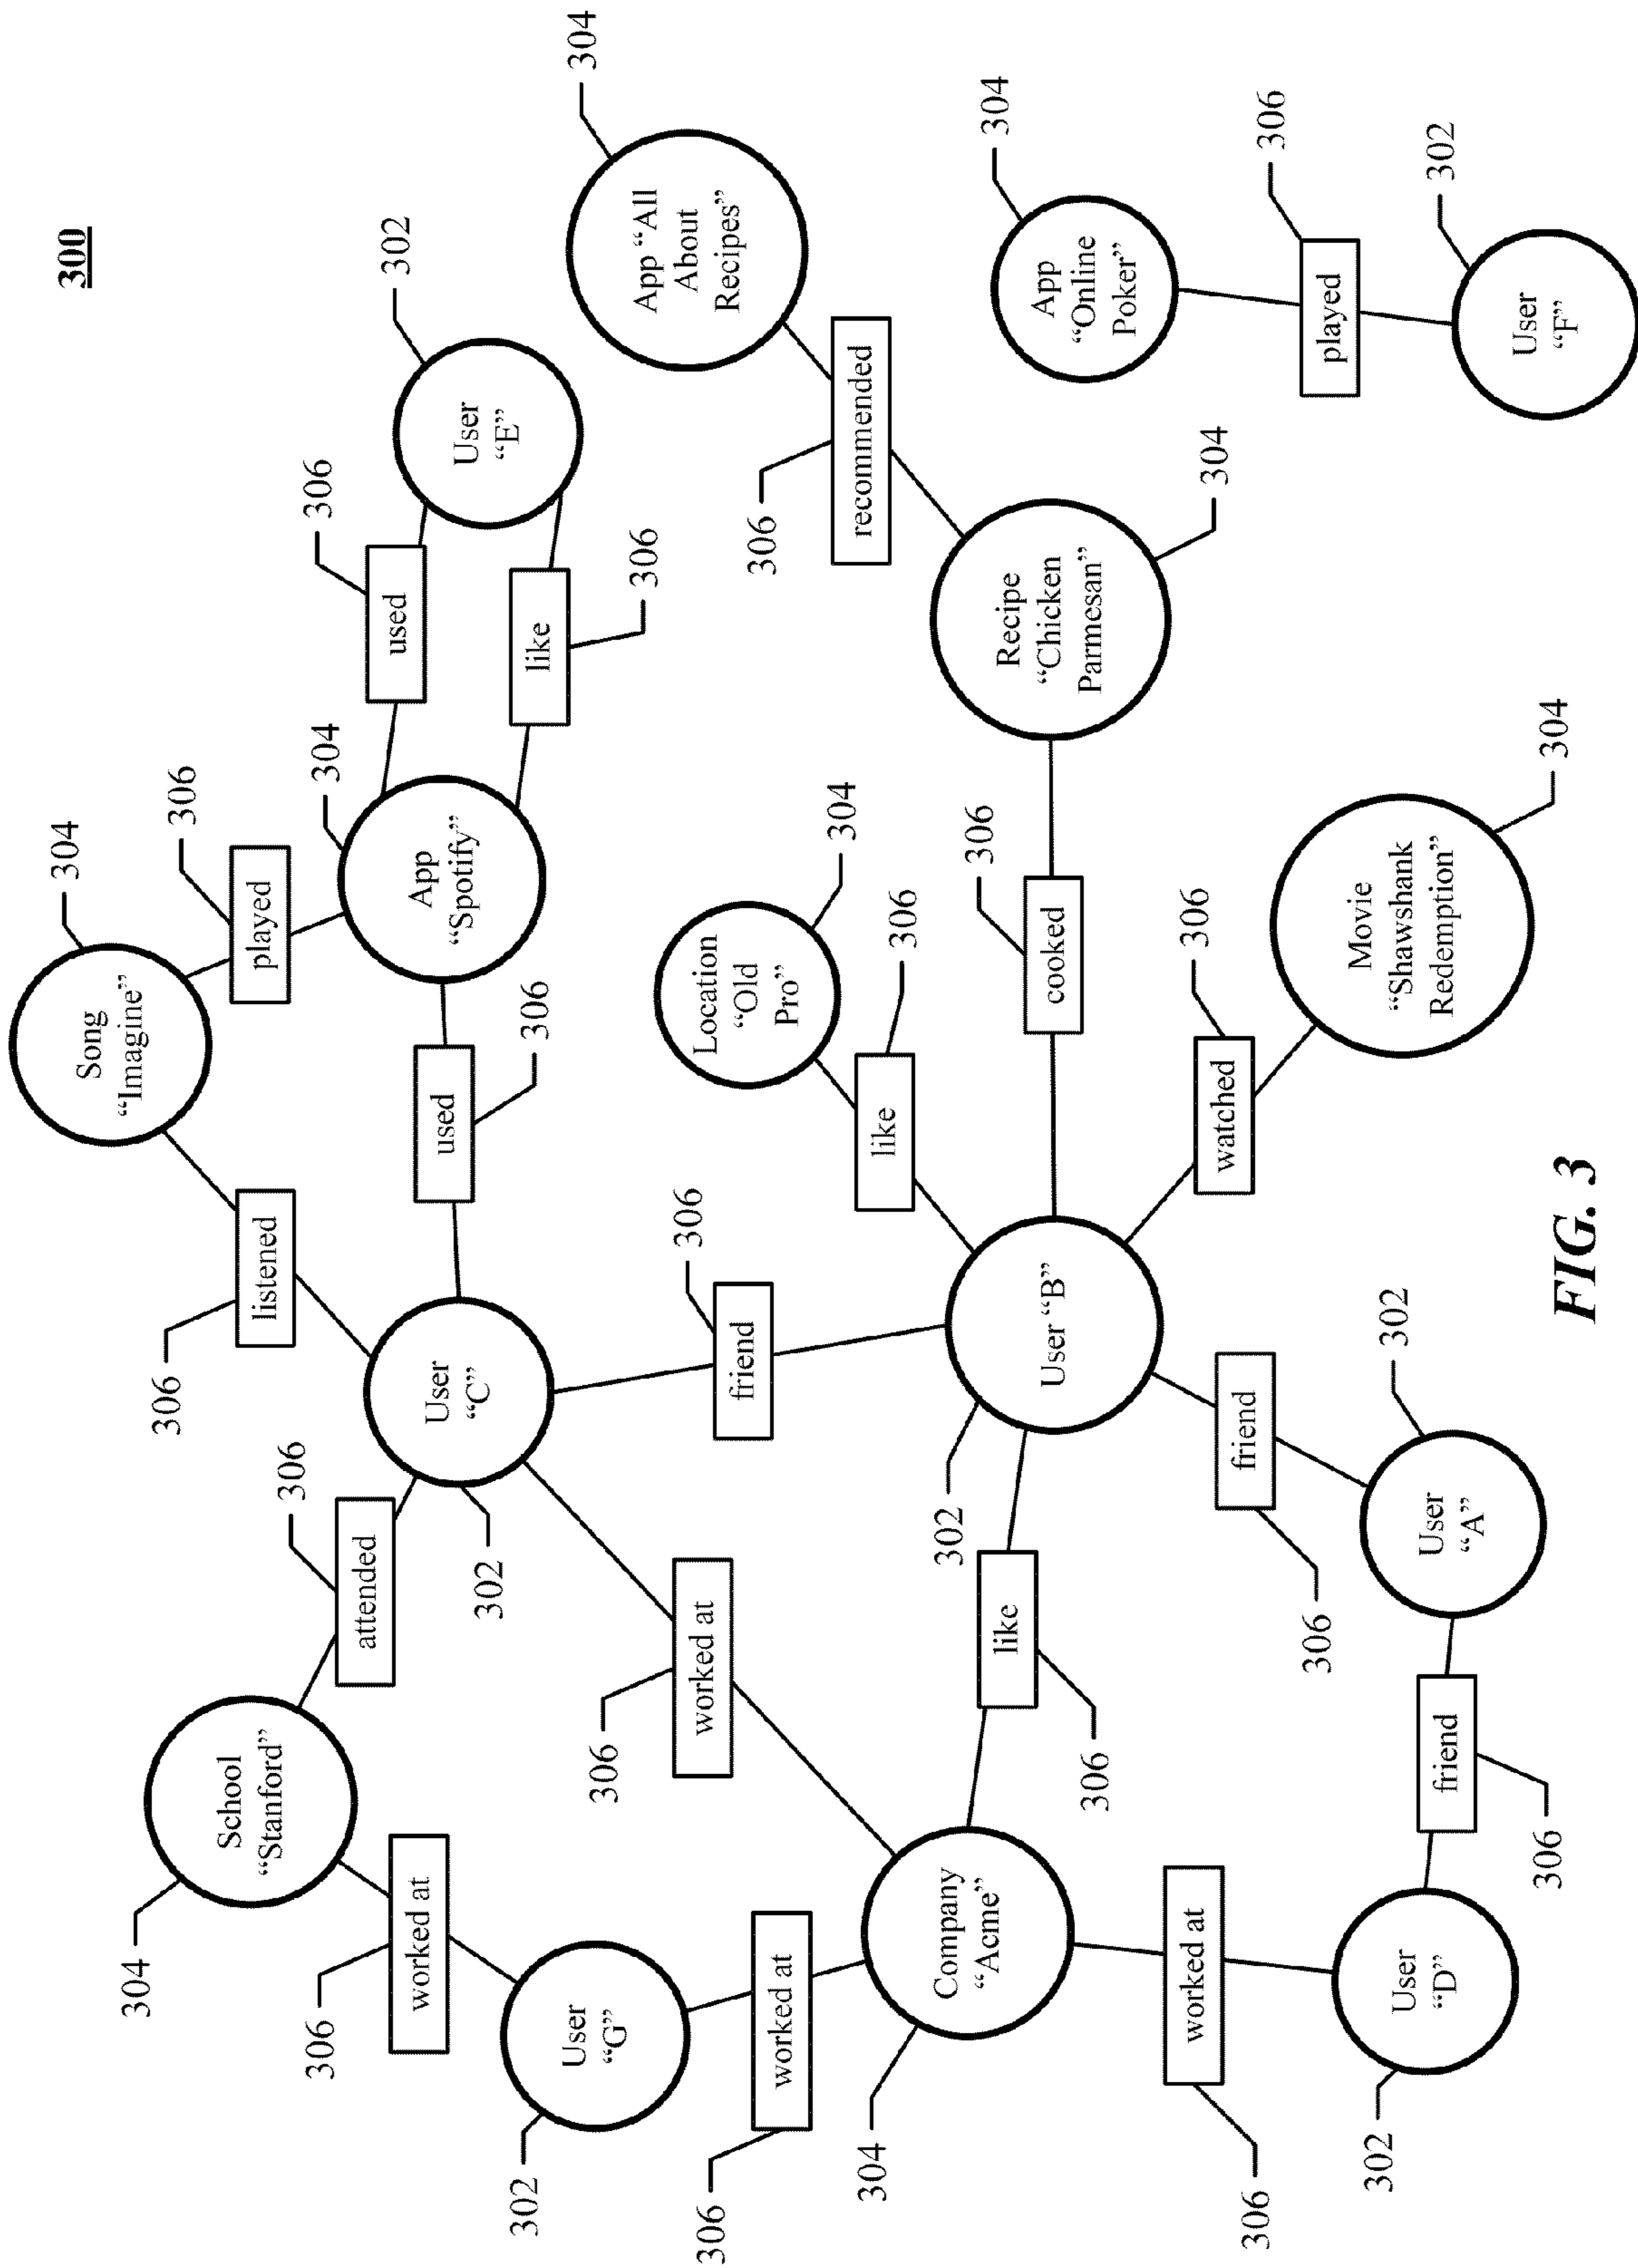 300
304
Song
“Imagine”
306
played
306
listened
304
School
“Stanford”
306
attended
304
306
worked at
302
User
“G”
302
User
“C”
306
used
304
App
“Spotify”
306
used
302
User
“E”
like
306
306
worked at
306
friend
304
Location
“Old
Pro”
like
306
304
App “All
About
Recipes”
306
recommended
306
worked at
304
Company
“Acme”
like
306
302
User “B”
306
cooked
Recipe
“Chicken
Parmesan”
304
304
App
“Online
Poker”
306
played
302
User
“F”
306
watched
Movie
“Shawshank
Redemption”
304
worked at
306
friend
306
302
User
“D”
friend
306
302
User
“A”
FIG. 3